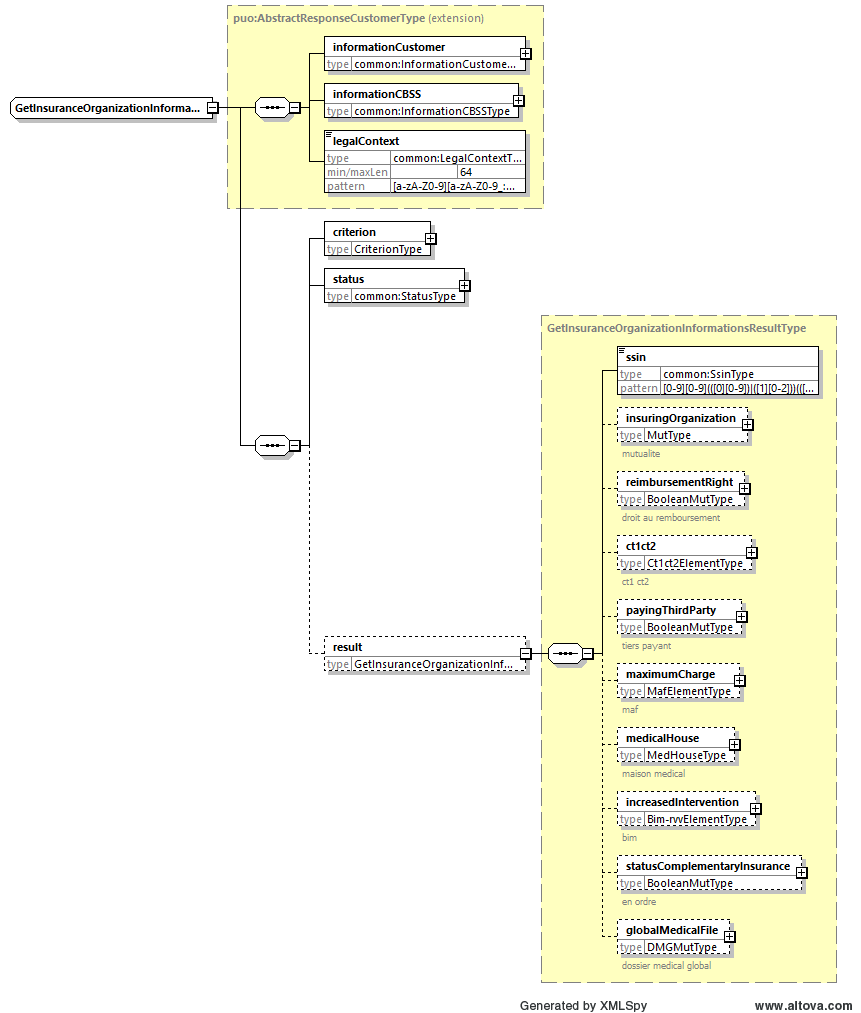 puo:AbstractResponseCustomerType (extension)
informationCustomer
type common:InformationCustome...
GetInsuranceOrganizationInforma...
informationCBSS
type common:InformationCBSSType
legalContext
type common:LegalContextT...
min/maxLen 64
pattern [a-zA-Z0-9][a-zA-Z0-9_:...
criterion
type CriterionType
status
type common:StatusType
result
type GetInsuranceOrganizationInf...
GetInsuranceOrganizationInformationsResultType
ssin
type common:SsinType
pattern [0-9][0-9](([0][0-9])|([1][0-2]))(([...
insuringOrganization
type MutType
mutualite
reimbursementRight
type BooleanMutType
droit au remboursement
ct1ct2
type Ct1ct2ElementType
ct1 ct2
payingThirdParty
type BooleanMutType
tiers payant
maximumCharge
type MafElementType
maf
medicalHouse
type MedHouseType
maison medical
increasedIntervention
type Bim-rvvElementType
bim
statusComplementaryInsurance
type BooleanMutType
en ordre
globalMedicalFile
type DMGMutType
dossier medical global
Generated by XMLSpy www.altova.com